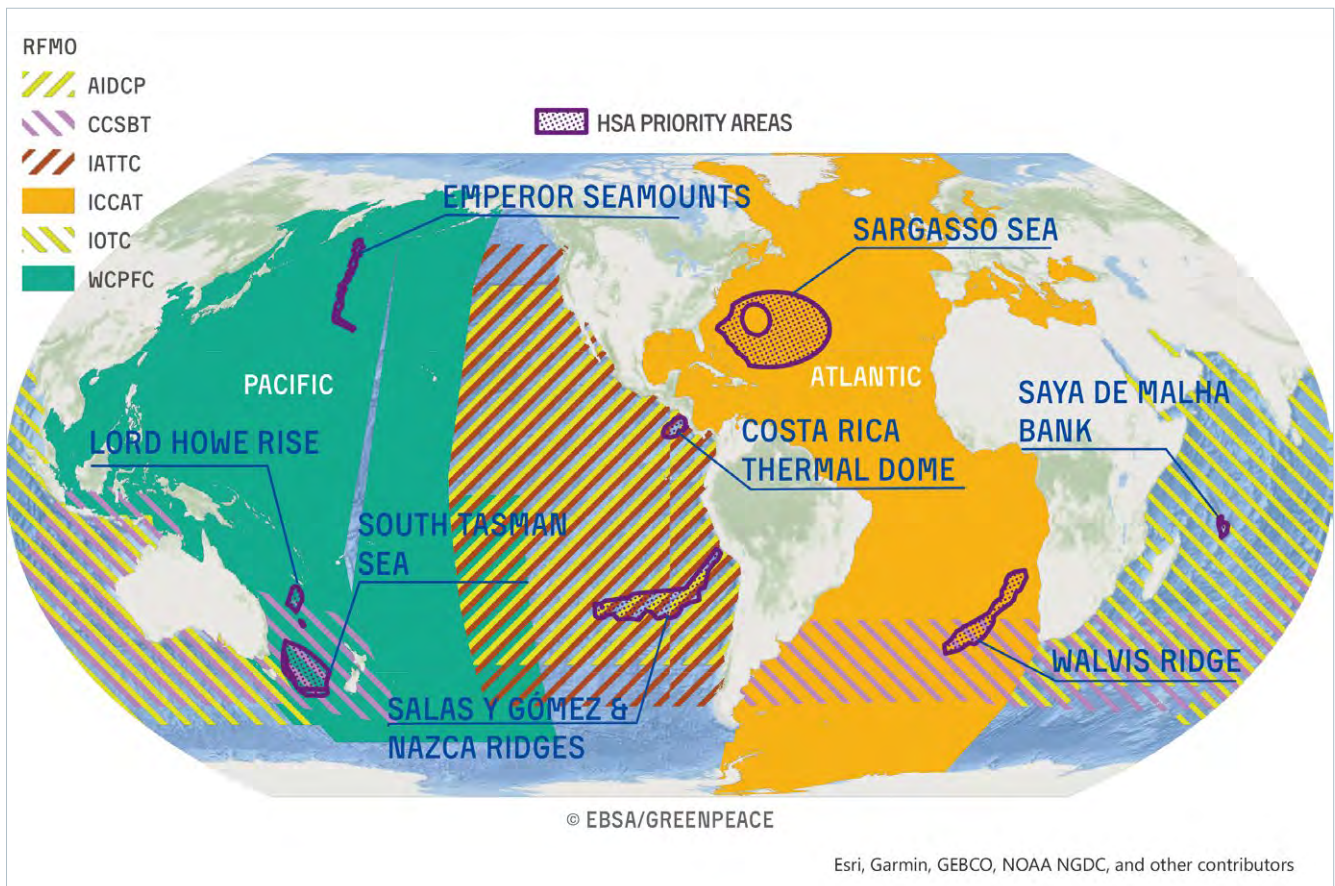 RFMO
AIDCP
CCSBT
IATTC
ICCAT
IOTC
WCPFC
HSA PRIORITY AREAS
EMPEROR SEAMOUNTS
SARGASSO SEA
PACIFIC
ATLANTIC
SAYA DE MALHA
BANK
LORD HOWE RISE
COSTA RICA
THERMAL DOME
SOUTH TASMAN
SEA
WALVIS RIDGE
SALAS Y GÓMEZ &
NAZCA RIDGES
© EBSA/GREENPEACE
Esri, Garmin, GEBCO, NOAA NGDC, and other contributors